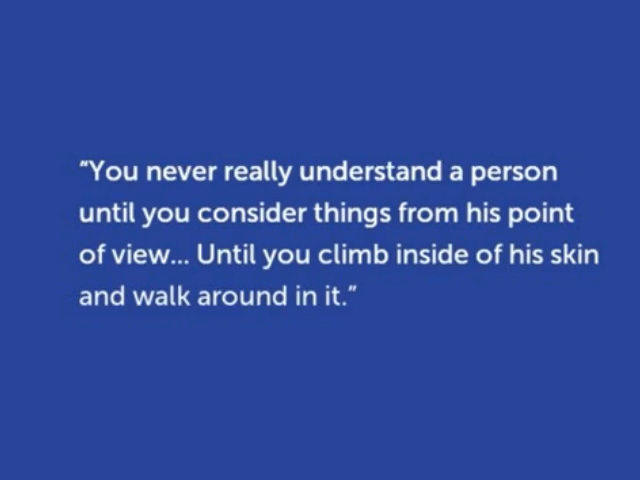 “You never really understand a person
until you consider things from his point
of view... Until you climb inside of his skin
and walk around in it.”